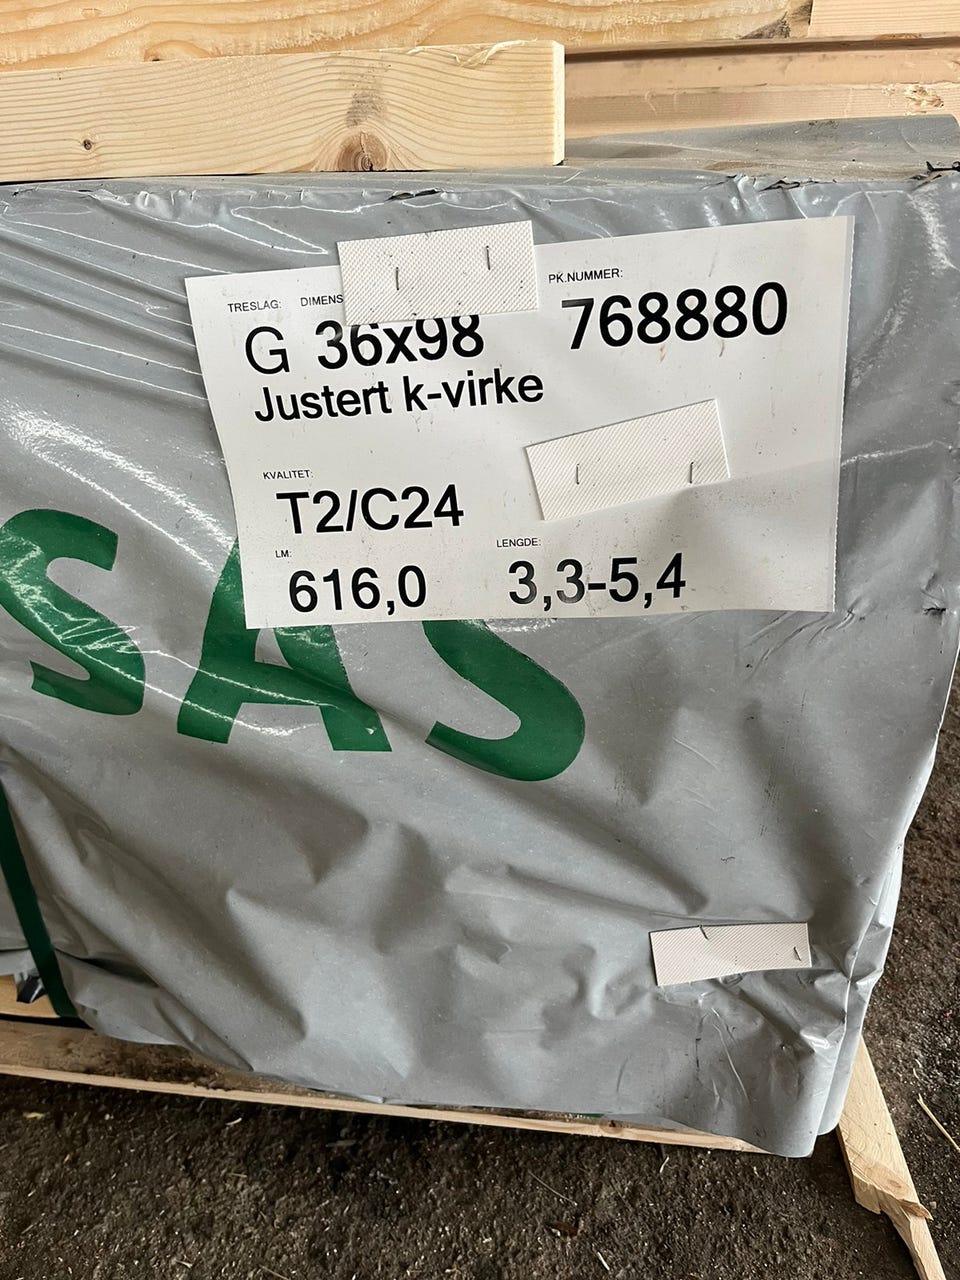 TRESLAG: DIMENS PK.NUMMER:
G 36x98 768880
Justert k-virke
KVALITET:
T2/C24
LM: LENGDE:
616,0 3,3-5,4
SAS